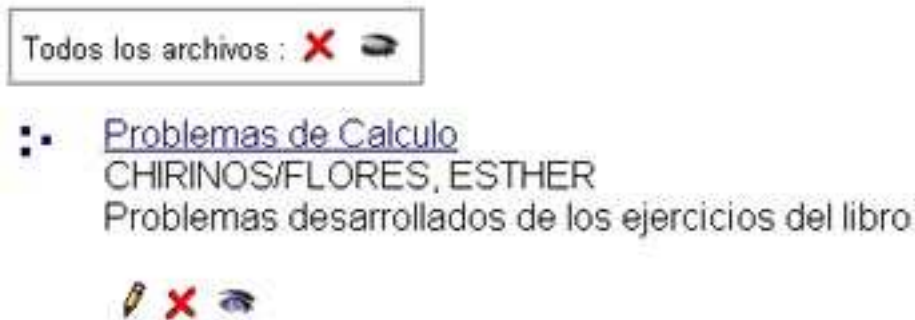 Todos los archivos :
Problemas de Calculo
CHIRINOS/FLORES, ESTHER
Problemas desarrollados de los ejercicios del libro